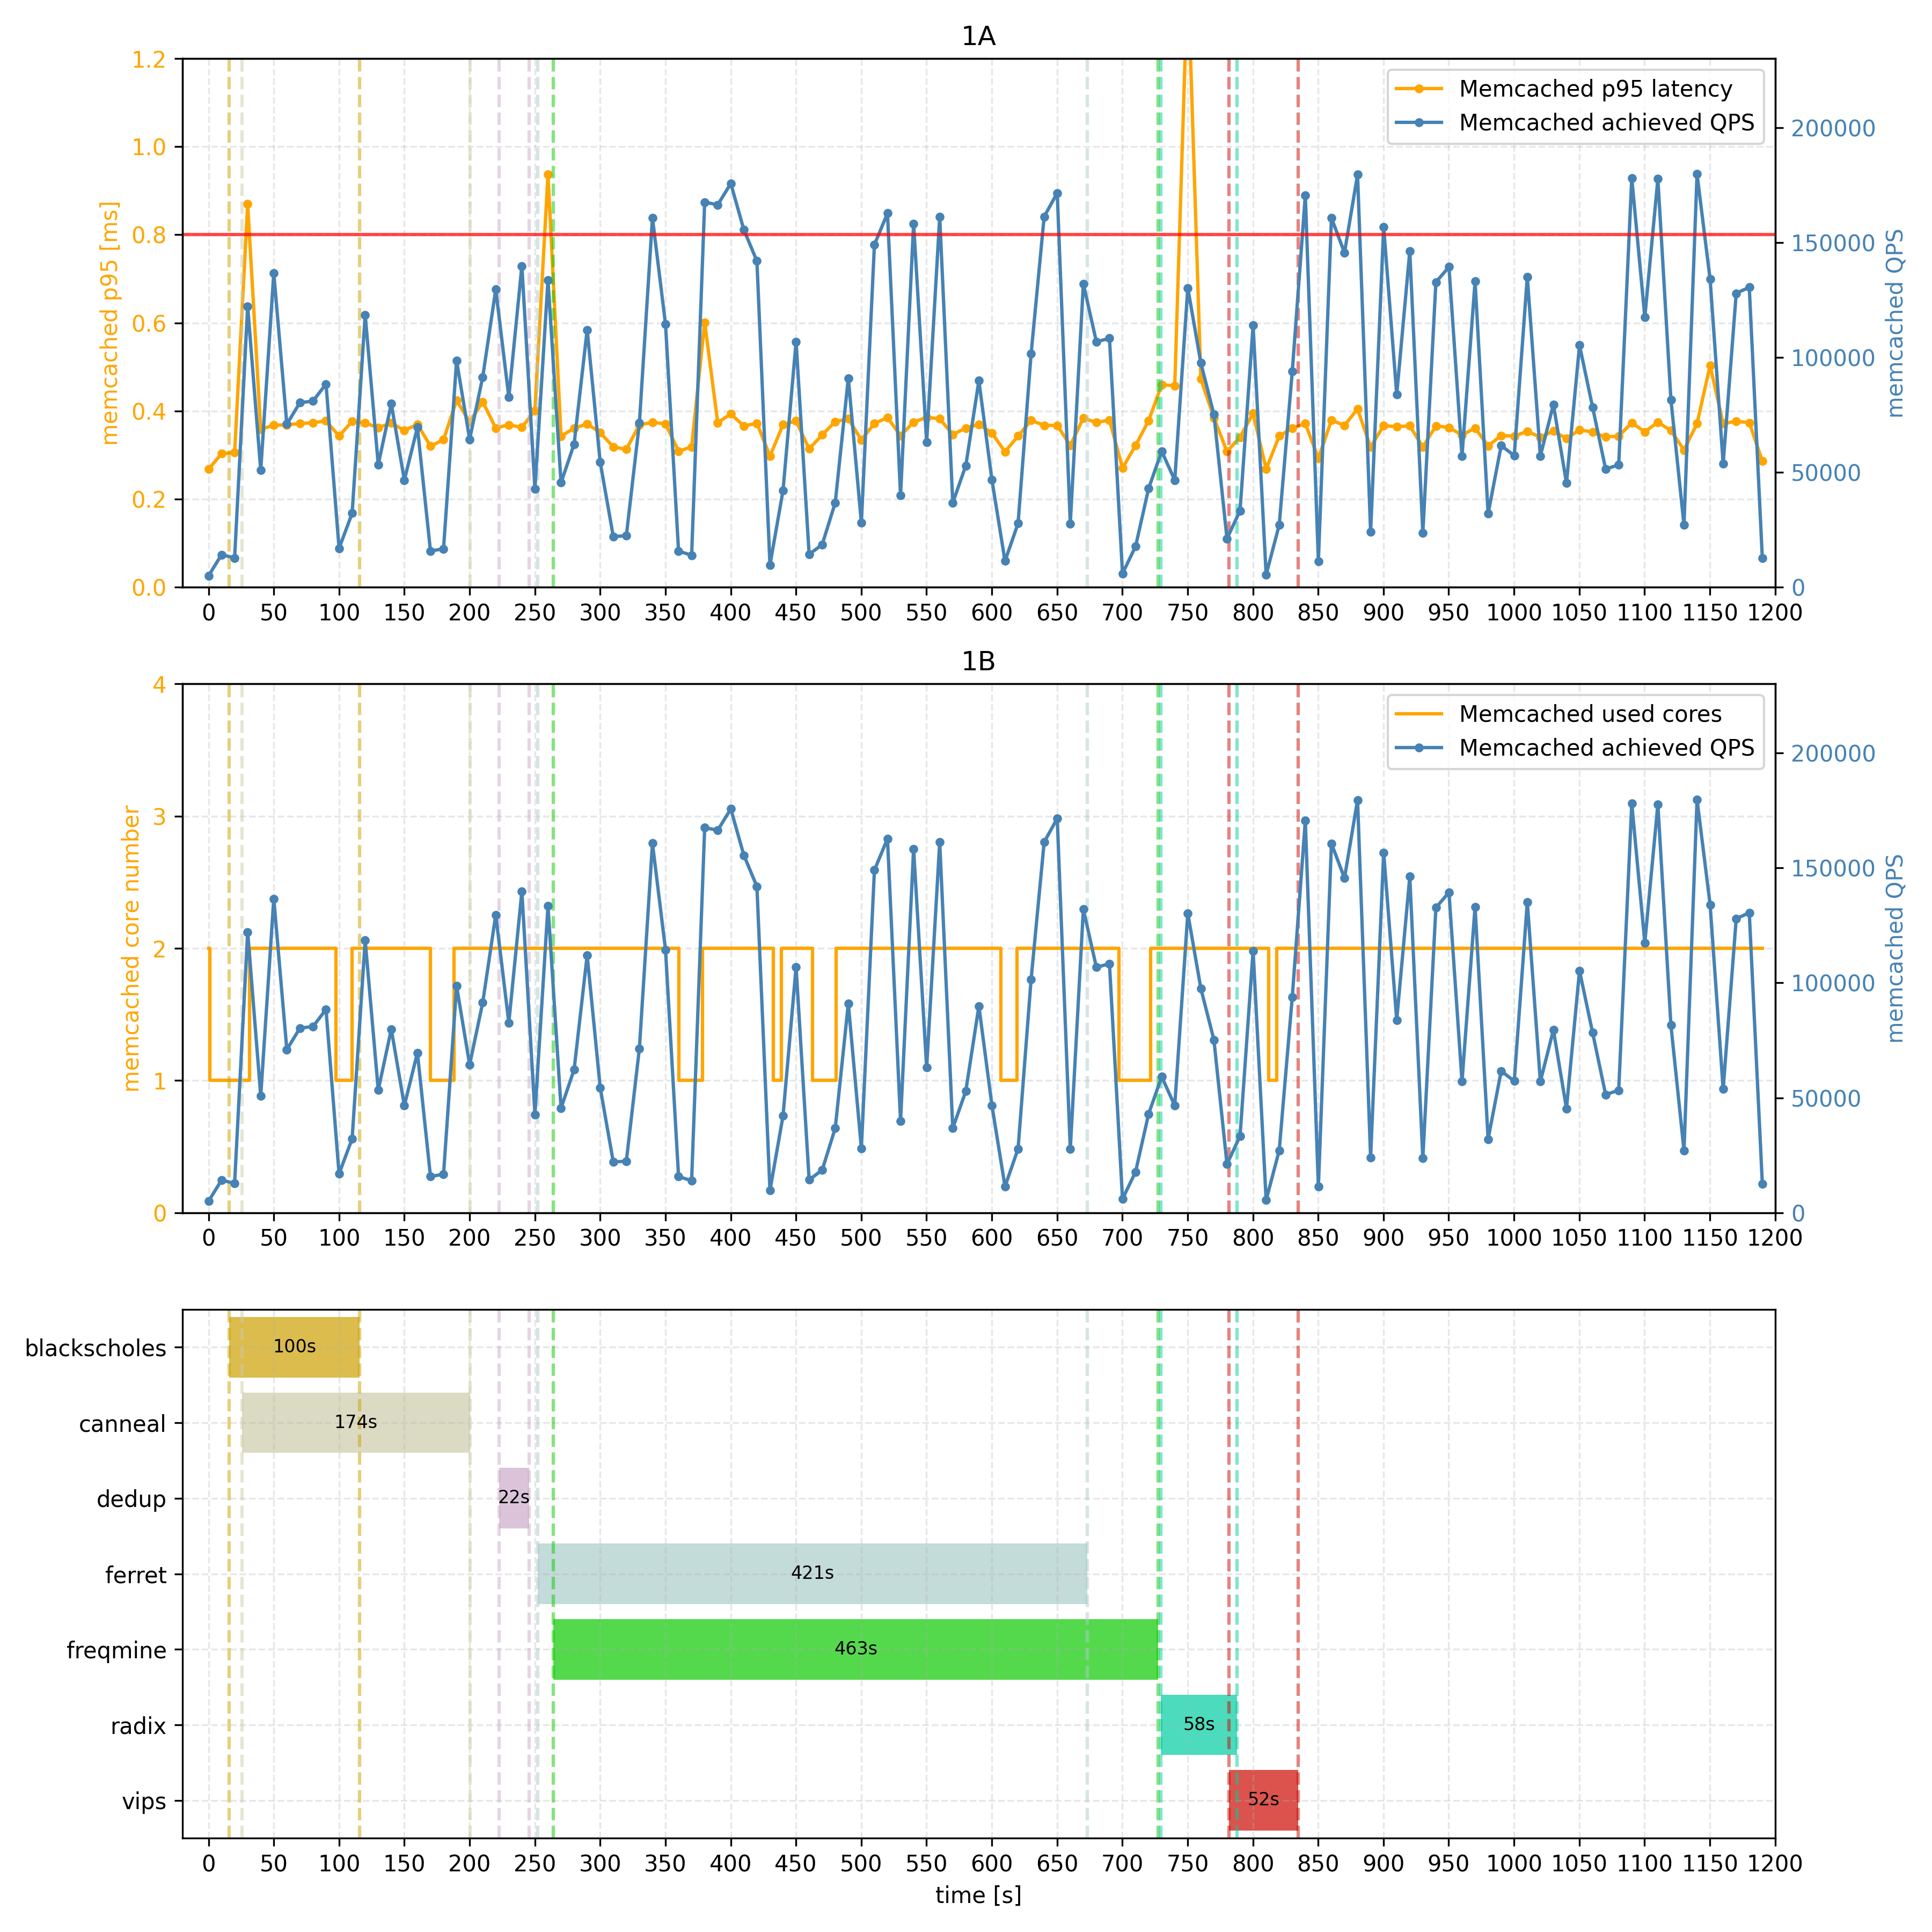 1A
memcached p95 [ms]
1.2
1.0
0.8
0.6
0.4
0.2
0.0
Memcached p95 latency
Memcached achieved QPS
200000
150000
100000
50000
0
memcached QPS
0 50 100 150 200 250 300 350 400 450 500 550 600 650 700 750 800 850 900 950 1000 1050 1100 1150 1200
1B
memcached core number
4
3
2
1
0
Memcached used cores
Memcached achieved QPS
200000
150000
100000
50000
0
memcached QPS
0 50 100 150 200 250 300 350 400 450 500 550 600 650 700 750 800 850 900 950 1000 1050 1100 1150 1200
blackscholes 100s
canneal 174s
dedup 22s
ferret 421s
freqmine 463s
radix 58s
vips 52s
0 50 100 150 200 250 300 350 400 450 500 550 600 650 700 750 800 850 900 950 1000 1050 1100 1150 1200
time [s]